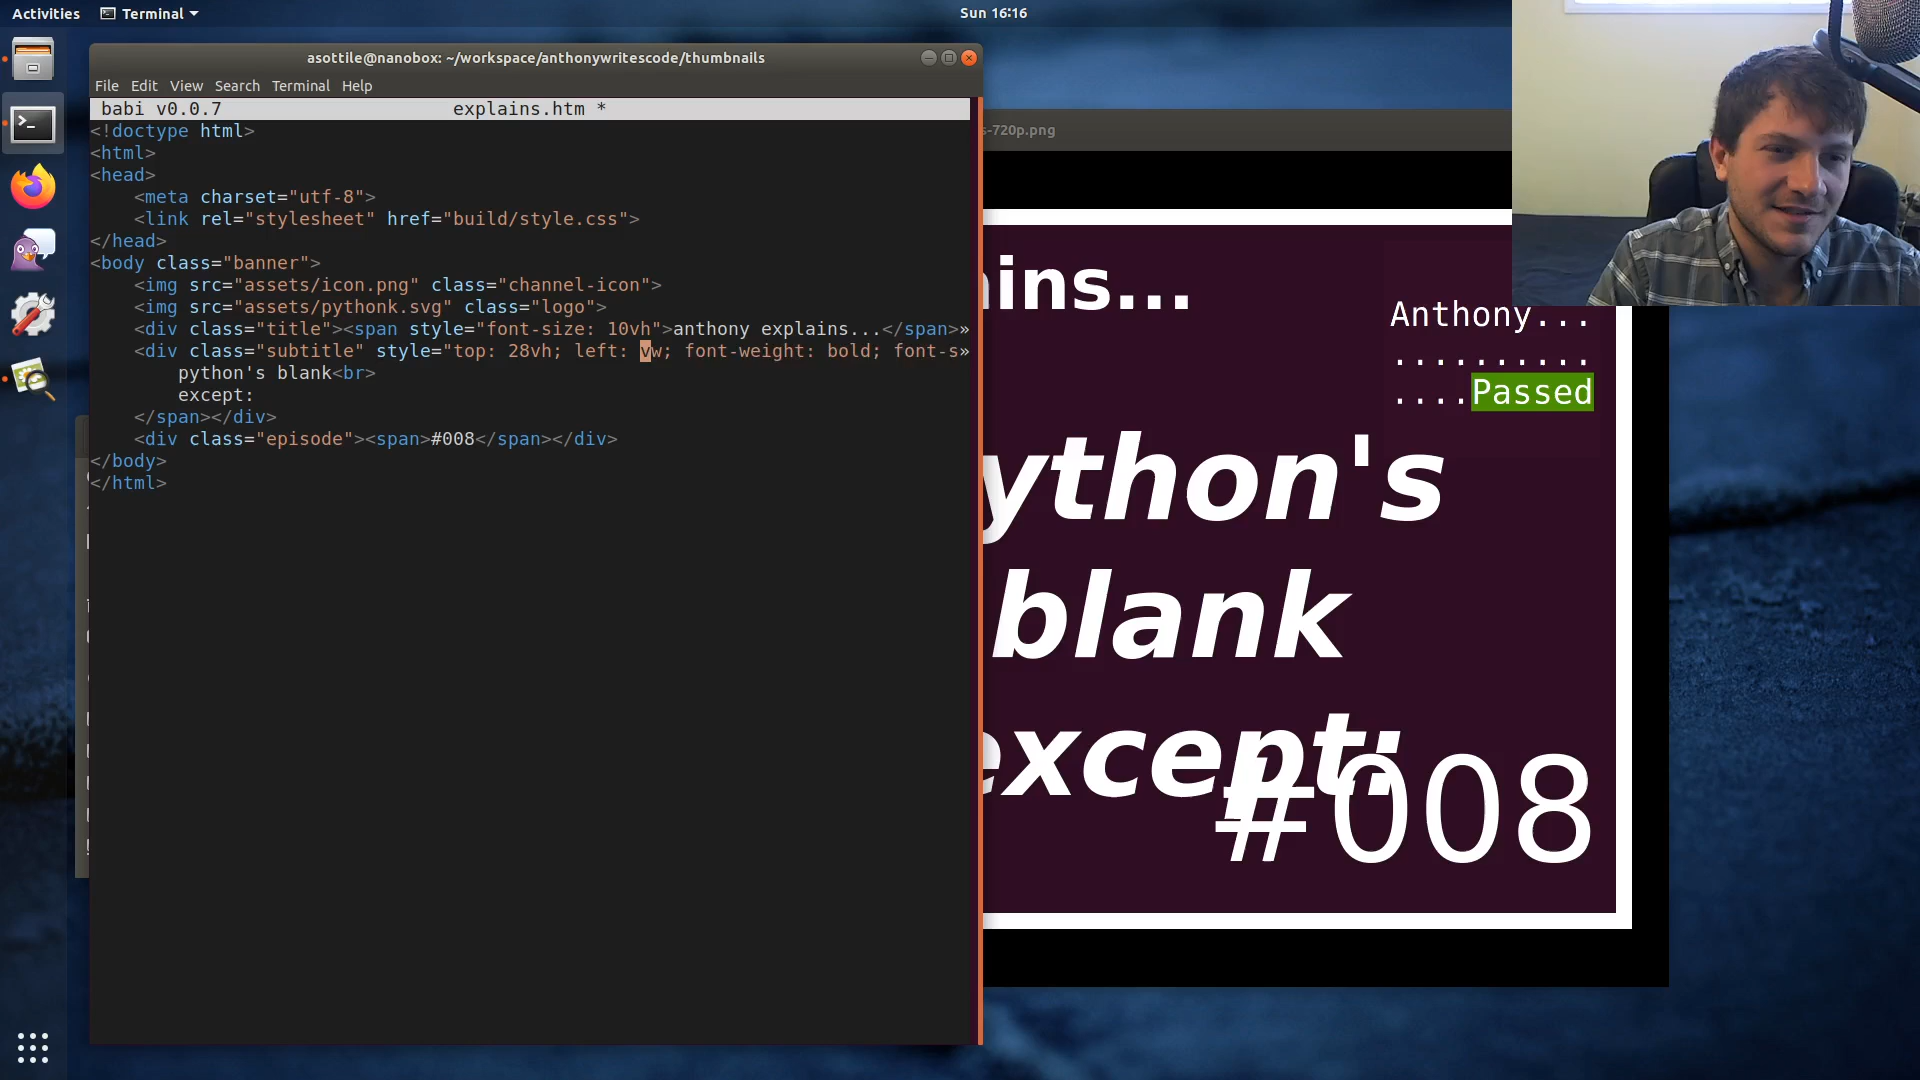 Activities
Terminal
Sun 16:16
asottile@nanobox: ~/workspace/anthonywritescode/thumbnails
File Edit View Search Terminal Help
babi v0.0.7 explains.htm *
<!doctype html>
<html>
<head>
<meta charset="utf-8">
<link rel="stylesheet" href="build/style.css">
</head>
<body class="banner">
<img src="assets/icon.png" class="channel-icon">
<img src="assets/pythonk.svg" class="logo">
<div class="title"><span style="font-size: 10vh">anthony explains...</span>»
<div class="subtitle" style="top: 28vh; left: vw; font-weight: bold; font-s»
python's blank<br>
except:
</span></div>
<div class="episode"><span>#008</span></div>
</body>
</html>
s-720p.png
ins...
Anthony...
..........
....Passed
ython's
blank
except:
#008